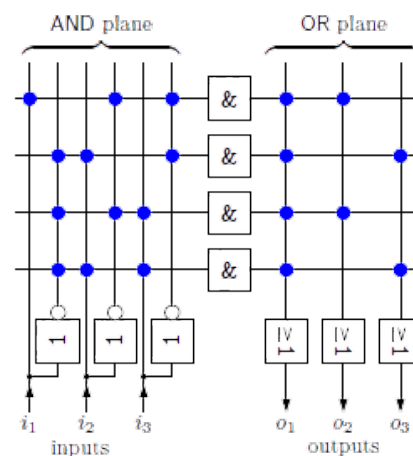 AND plane OR plane
&
&
&
&
1 1 1 ≥1 ≥1 ≥1
i1 i2 i3 o1 o2 o3
inputs outputs